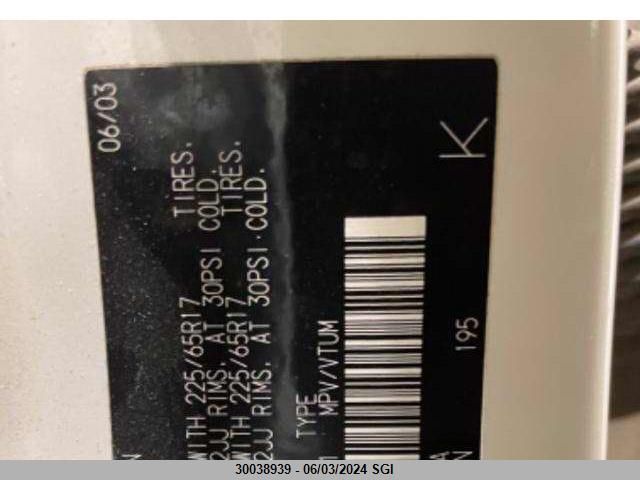 06/03
WITH 225/65R17 TIRES.
2JJ RIMS. AT 30PSI COLD.
WITH 225/65R17 TIRES.
2JJ RIMS. AT 30PSI COLD.
TYPE
MPV/VTUM
195
K
30038939 - 06/03/2024 SGI